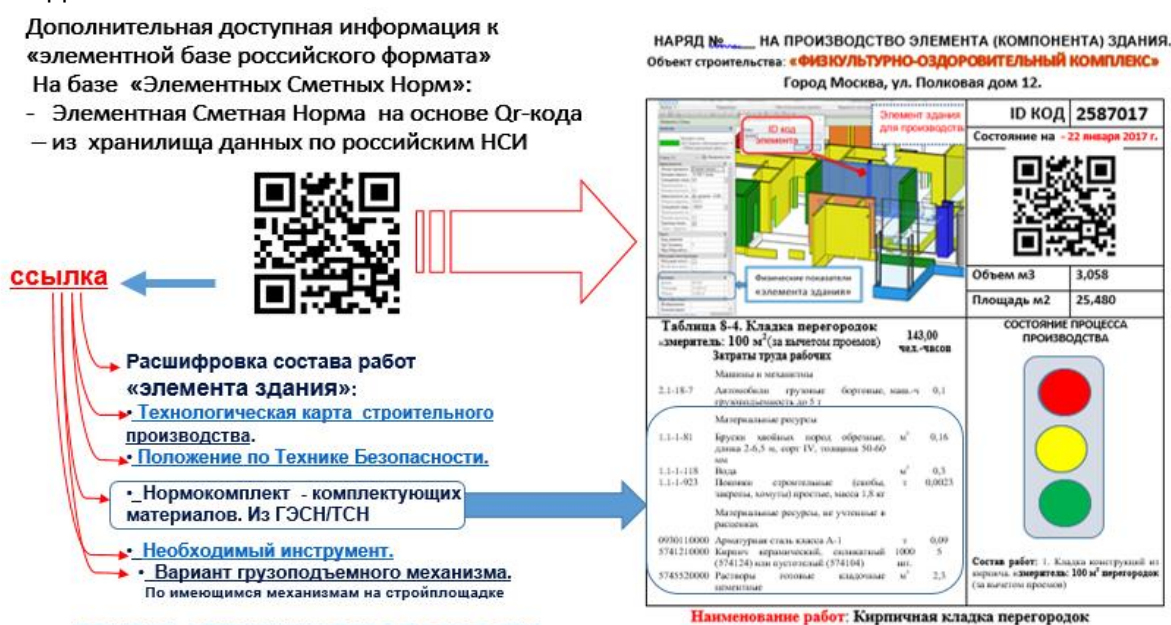 Дополнительная доступная информация к
«элементной базе российского формата»
На базе «Элементных Сметных Норм»:
- Элементная Сметная Норма на основе Qr-кода
– из хранилища данных по российским НСИ
ссылка
Расшифровка состава работ
«элемента здания»:
• Технологическая карта строительного
производства.
• Положение по Технике Безопасности.
• Нормокомплект - комплектующих
материалов. Из ГЭСН/ТСН
• Необходимый инструмент.
• Вариант грузоподъемного механизма.
По имеющимся механизмам на стройплощадке
НАРЯД № НА ПРОИЗВОДСТВО ЭЛЕМЕНТА (КОМПОНЕНТА) ЗДАНИЯ.
Объект строительства: «ФИЗКУЛЬТУРНО-ОЗДОРОВИТЕЛЬНЫЙ КОМПЛЕКС»
Город Москва, ул. Полковая дом 12.
ID КОД
элемента
Элемент здания
для производств
Физические показатели
«элемента здания»
ID КОД 2587017
Состояние на - 22 января 2017 г.
Объем м3 3,058
Площадь м2 25,480
Таблица 8-4. Кладка перегородок
«змеритель: 100 м² (за вычетом проемов)
Затраты труда рабочих
143,00
чел.-часов
Машины и механизмы
2.1-18-7 Автомобили грузовые бортовые, маш.-ч 0,1
грузоподъемность до 5 т
Материальные ресурсы
1.1-1-81 Бруски хвойных пород обрезные, м³ 0,16
длина 2-6,5 м, сорт IV, толщина 50-60
мм
1.1-1-118 Вода м³ 0,3
1.1-1-923 Поковки строительные (скобы, т 0,0023
закрепы, хомуты) простые, масса 1,8 кг
Материальные ресурсы, не учтенные в
расценках
0930110000 Арматурная сталь класса А-1 т 0,09
5741210000 Кирпич керамический, силикатный 1000 5
(574124) или пустотелый (574104) шт.
5745520000 Растворы готовые кладочные м³ 2,3
цементные
СОСТОЯНИЕ ПРОЦЕССА
ПРОИЗВОДСТВА
Состав работ: 1. Кладка конструкций из
кирпича. «змеритель: 100 м² перегородок
(за вычетом проемов)
Наименование работ: Кирпичная кладка перегородок